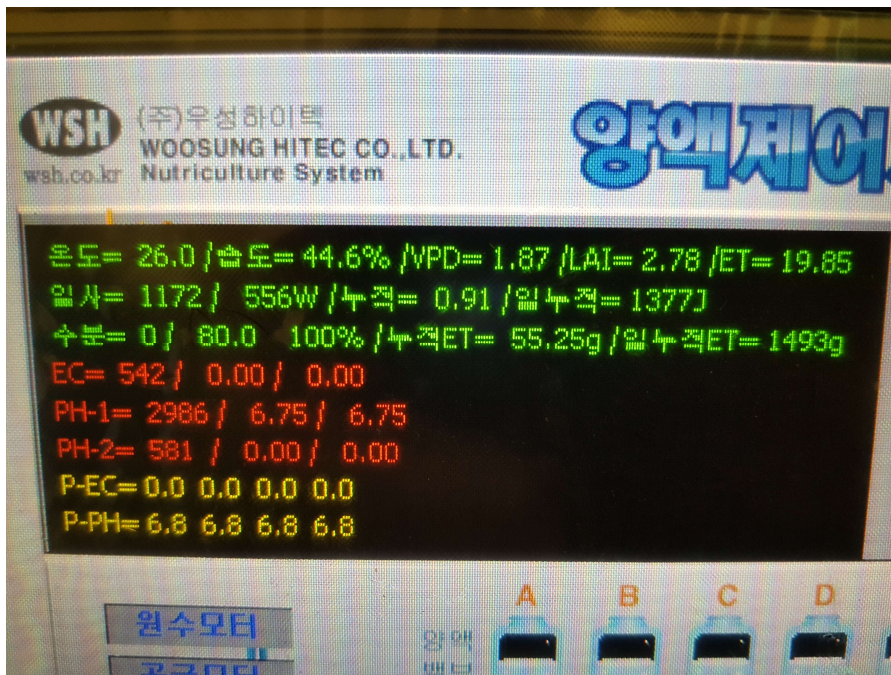 WSH
(주)우성하이텍
WOOSUNG HITEC CO.,LTD.
wsh.co.kr Nutriculture System
양액제어
온도= 26.0 /습도= 44.6% /VPD= 1.87 /LAI= 2.78 /ET= 19.85
일사= 1172 / 556W /누적= 0.91 /일누적= 1377J
수분= 0 / 80.0 100% /누적ET= 55.25g /일누적ET= 1493g
EC= 542 / 0.00 / 0.00
PH-1= 2986 / 6.75 / 6.75
PH-2= 581 / 0.00 / 0.00
P-EC= 0.0 0.0 0.0 0.0
P-PH= 6.8 6.8 6.8 6.8
A B C D
원수모터
양액
공급모터